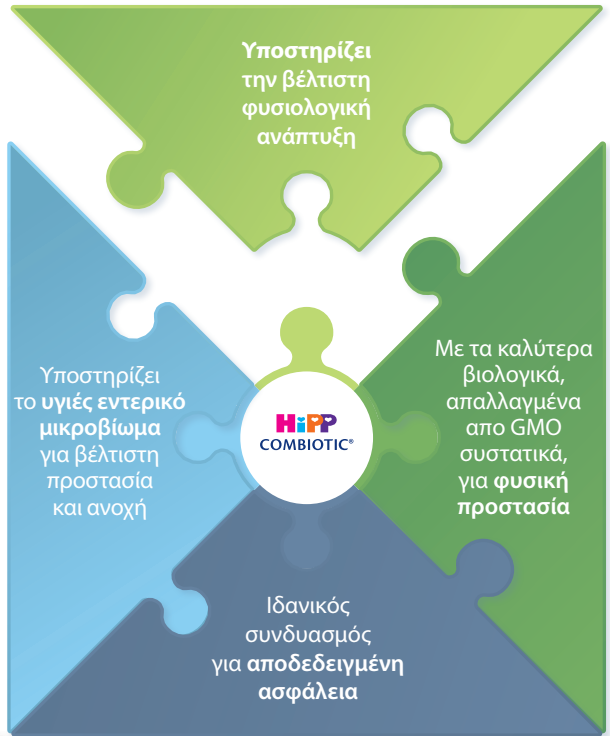 Υποστηρίζει
την βέλτιστη
φυσιολογική
ανάπτυξη
Υποστηρίζει
το υγιές εντερικό
μικροβίωμα
για βέλτιστη
προστασία
και ανοχή
HiPP
COMBIOTIC®
Με τα καλύτερα
βιολογικά,
απαλλαγμένα
απο GMO
συστατικά,
για φυσική
προστασία
Ιδανικός
συνδυασμός
για αποδεδειγμένη
ασφάλεια